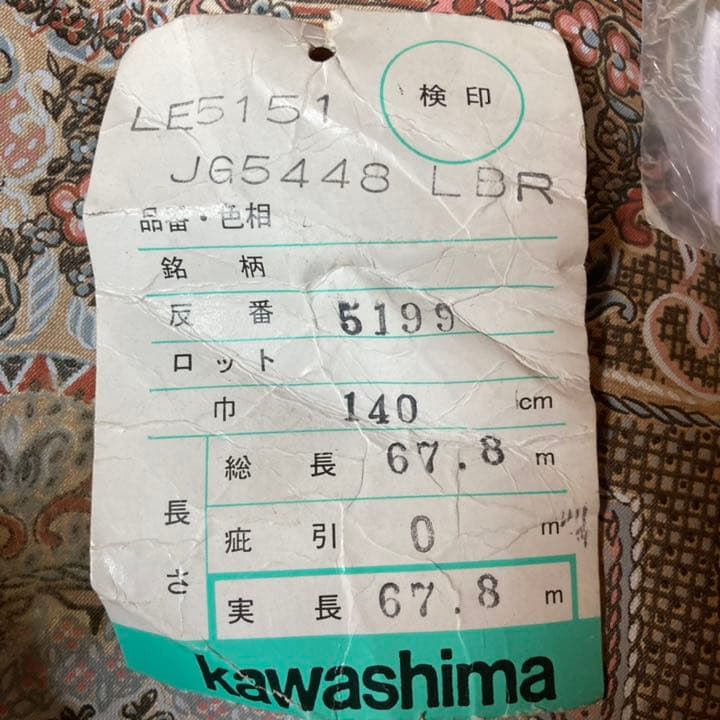 検印
LE5151
JG5448 LBR
品番・色相
銘柄
反番 5199
ロット
巾 140 cm
長さ
総長 67.8 m
疵引 0 m
実長 67.8 m
kawashima